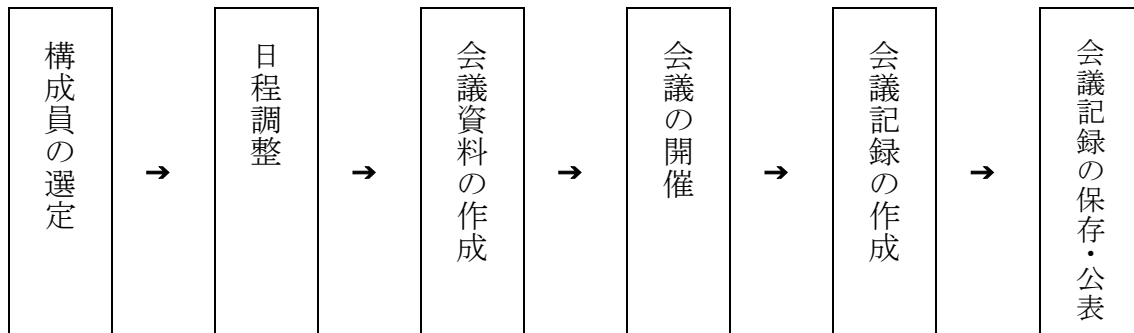 構成員の選定
➔
日程調整
➔
会議資料の作成
➔
会議の開催
➔
会議記録の作成
➔
会議記録の保存・公表